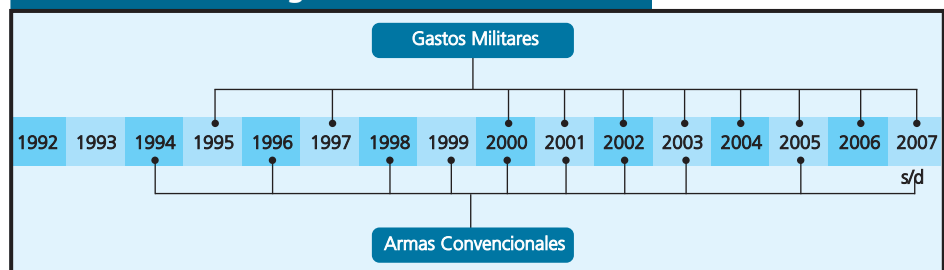 Gastos Militares
1992 1993 1994 1995 1996 1997 1998 1999 2000 2001 2002 2003 2004 2005 2006 2007
s/d
Armas Convencionales